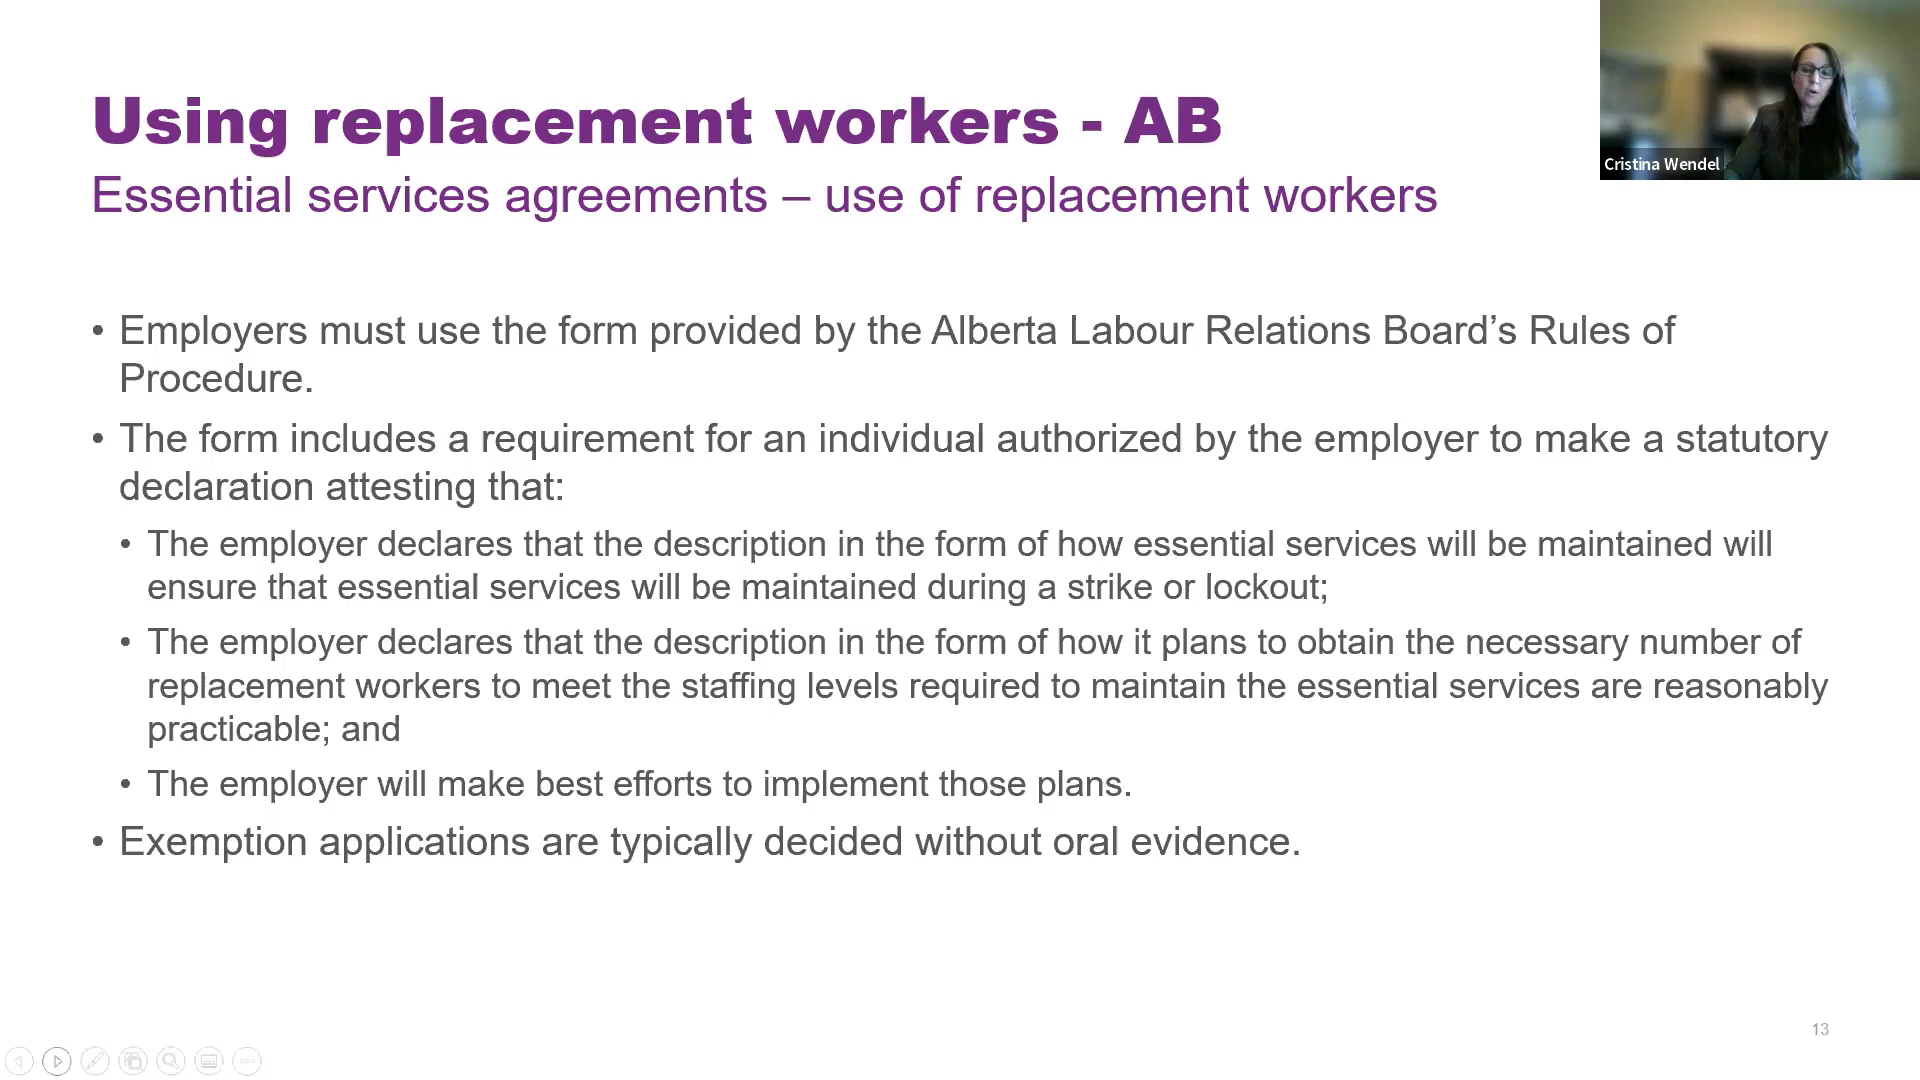 Using replacement workers - AB
Essential services agreements – use of replacement workers
Cristina Wendel
• Employers must use the form provided by the Alberta Labour Relations Board’s Rules of
Procedure.
• The form includes a requirement for an individual authorized by the employer to make a statutory
declaration attesting that:
• The employer declares that the description in the form of how essential services will be maintained will
ensure that essential services will be maintained during a strike or lockout;
• The employer declares that the description in the form of how it plans to obtain the necessary number of
replacement workers to meet the staffing levels required to maintain the essential services are reasonably
practicable; and
• The employer will make best efforts to implement those plans.
• Exemption applications are typically decided without oral evidence.
13